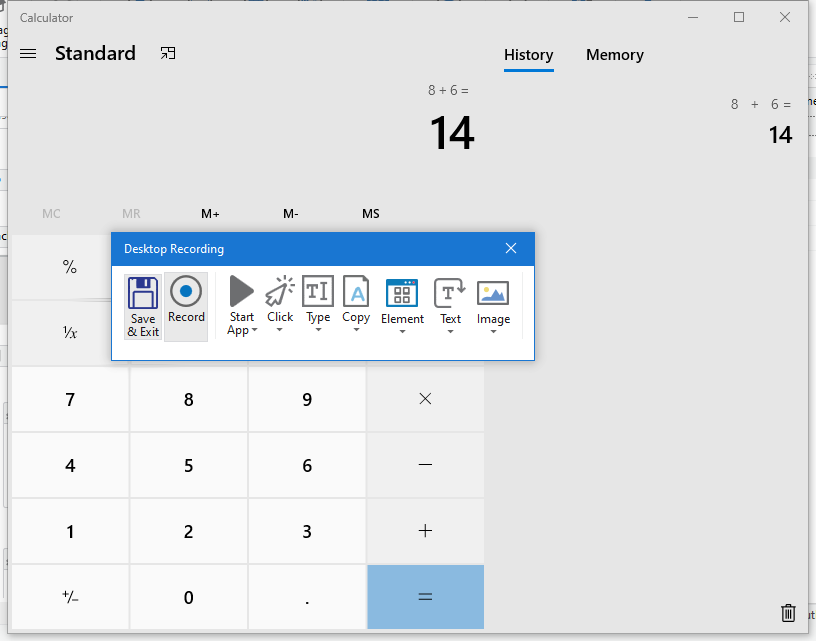 Calculator
Standard
History Memory
8 + 6 =
14
8 + 6 =
14
MC MR M+ M- MS
Desktop Recording
Save & Exit
Record
Start App
Click
Type
Copy
Element
Text
Image
%
¹/x
7 8 9 ×
4 5 6 −
1 2 3 +
+/− 0 . =